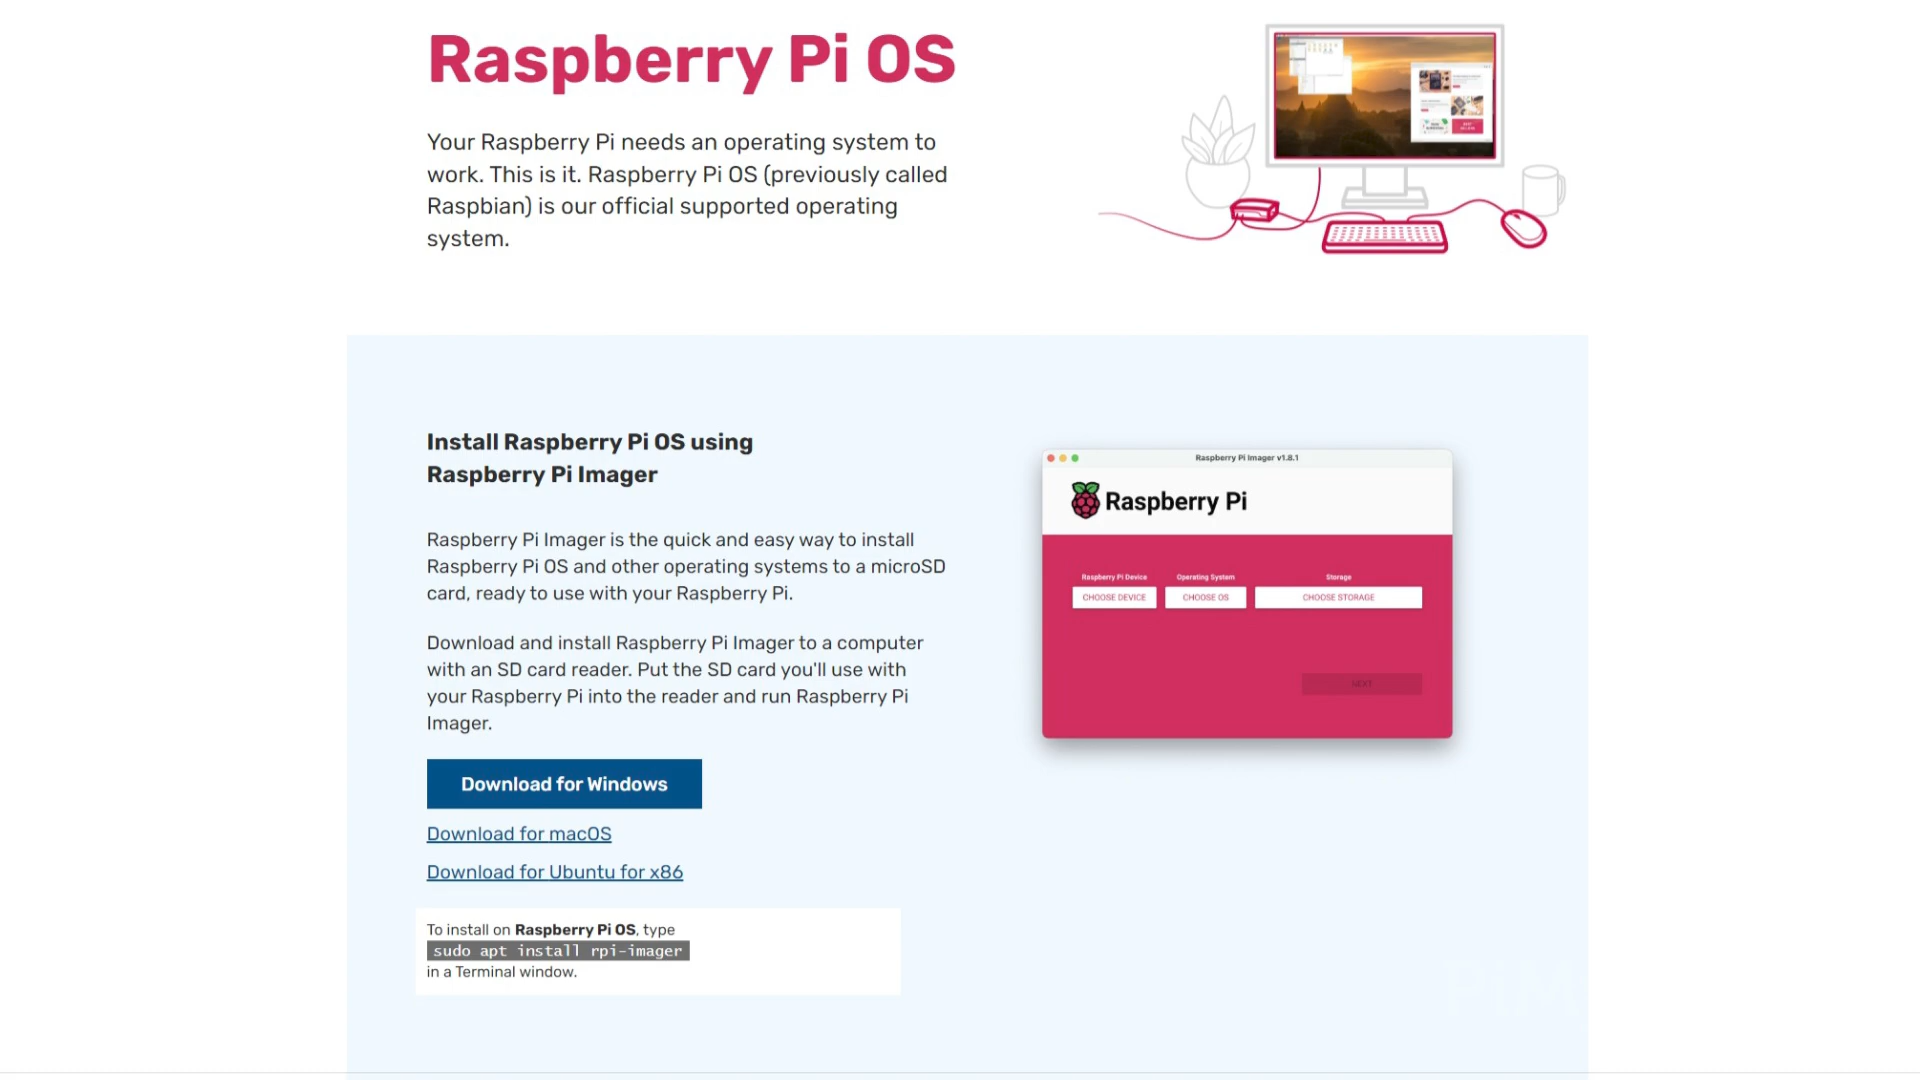 Raspberry Pi OS
Your Raspberry Pi needs an operating system to
work. This is it. Raspberry Pi OS (previously called
Raspbian) is our official supported operating
system.
Install Raspberry Pi OS using
Raspberry Pi Imager
Raspberry Pi Imager is the quick and easy way to install
Raspberry Pi OS and other operating systems to a microSD
card, ready to use with your Raspberry Pi.
Download and install Raspberry Pi Imager to a computer
with an SD card reader. Put the SD card you'll use with
your Raspberry Pi into the reader and run Raspberry Pi
Imager.
Download for Windows
Download for macOS
Download for Ubuntu for x86
To install on Raspberry Pi OS, type
sudo apt install rpi-imager
in a Terminal window.
Raspberry Pi Imager v1.8.1
Raspberry Pi
Raspberry Pi Device Operating System Storage
CHOOSE DEVICE CHOOSE OS CHOOSE STORAGE
NEXT